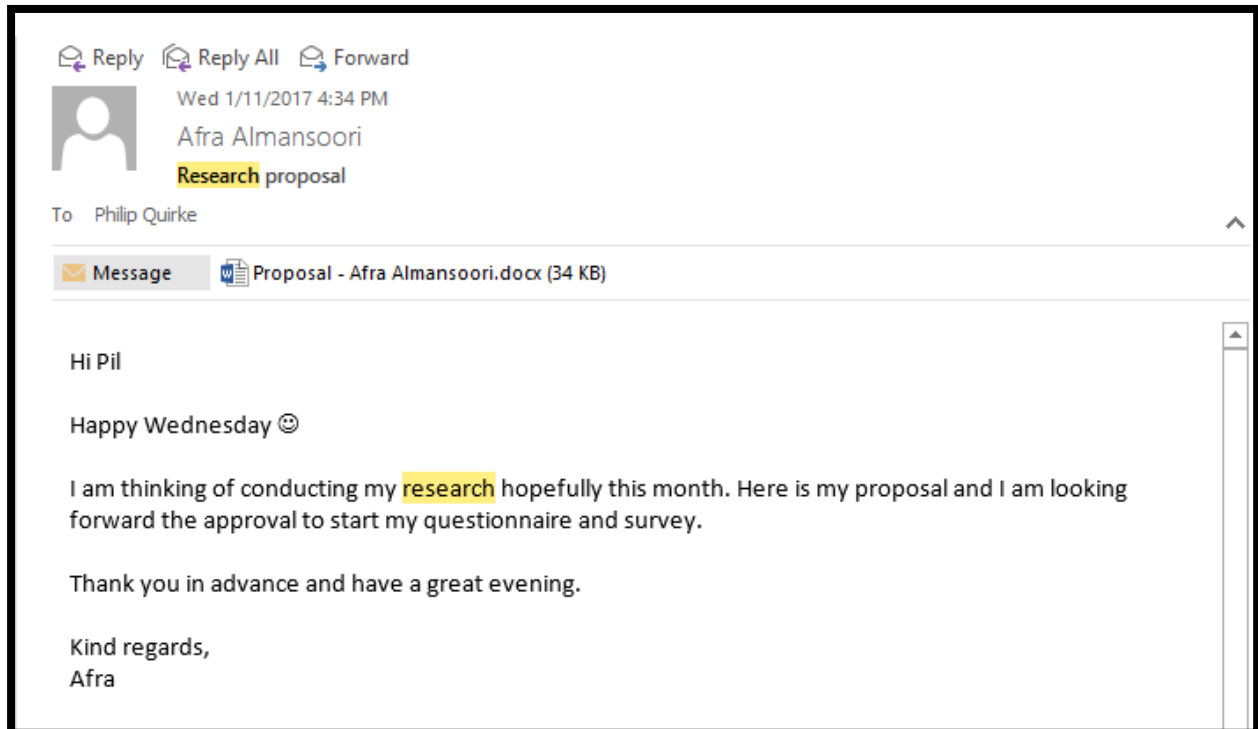 Reply Reply All Forward
Wed 1/11/2017 4:34 PM
Afra Almansoori
Research proposal
To Philip Quirke
Message Proposal - Afra Almansoori.docx (34 KB)
Hi Pil
Happy Wednesday ☺
I am thinking of conducting my research hopefully this month. Here is my proposal and I am looking
forward the approval to start my questionnaire and survey.
Thank you in advance and have a great evening.
Kind regards,
Afra